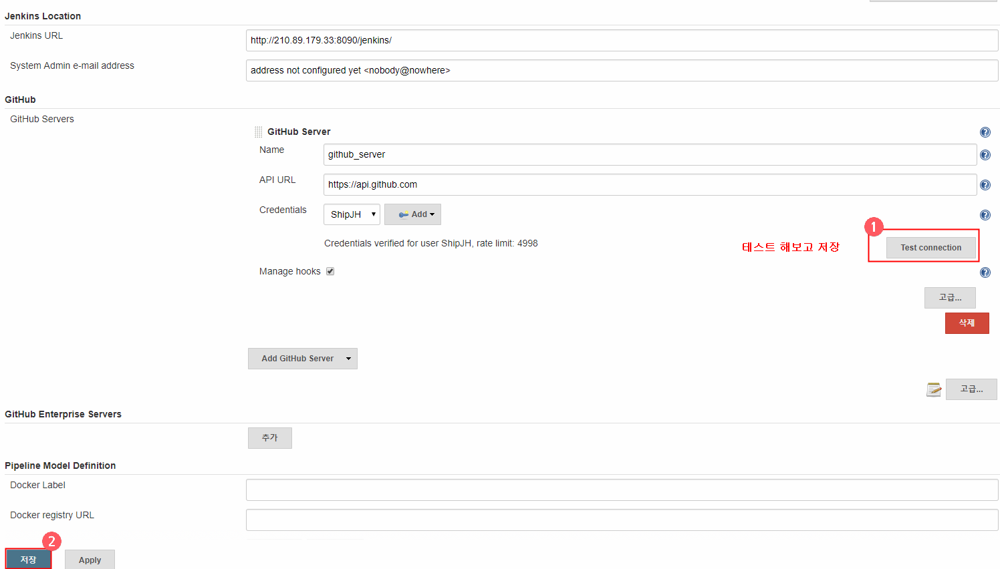 Jenkins Location
Jenkins URL
http://210.89.179.33:8090/jenkins/
System Admin e-mail address
address not configured yet <nobody@nowhere>
GitHub
GitHub Servers
GitHub Server
Name
github_server
API URL
https://api.github.com
Credentials
ShipJH
Add
1
Credentials verified for user ShipJH, rate limit: 4998
테스트 해보고 저장
Test connection
Manage hooks
고급...
삭제
Add GitHub Server
고급...
GitHub Enterprise Servers
추가
Pipeline Model Definition
Docker Label
Docker registry URL
2
저장
Apply